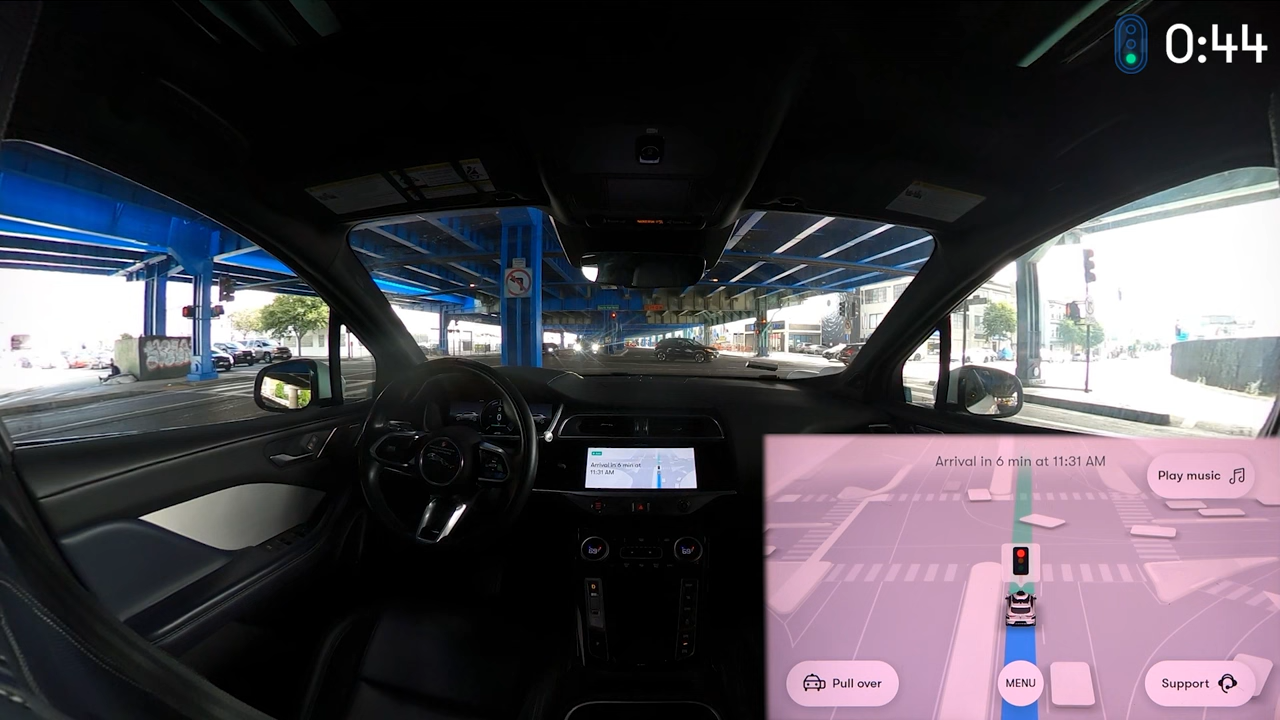 0:44
Arrival in 6 min at
11:31 AM
Arrival in 6 min at 11:31 AM
Play music
Pull over
MENU
Support